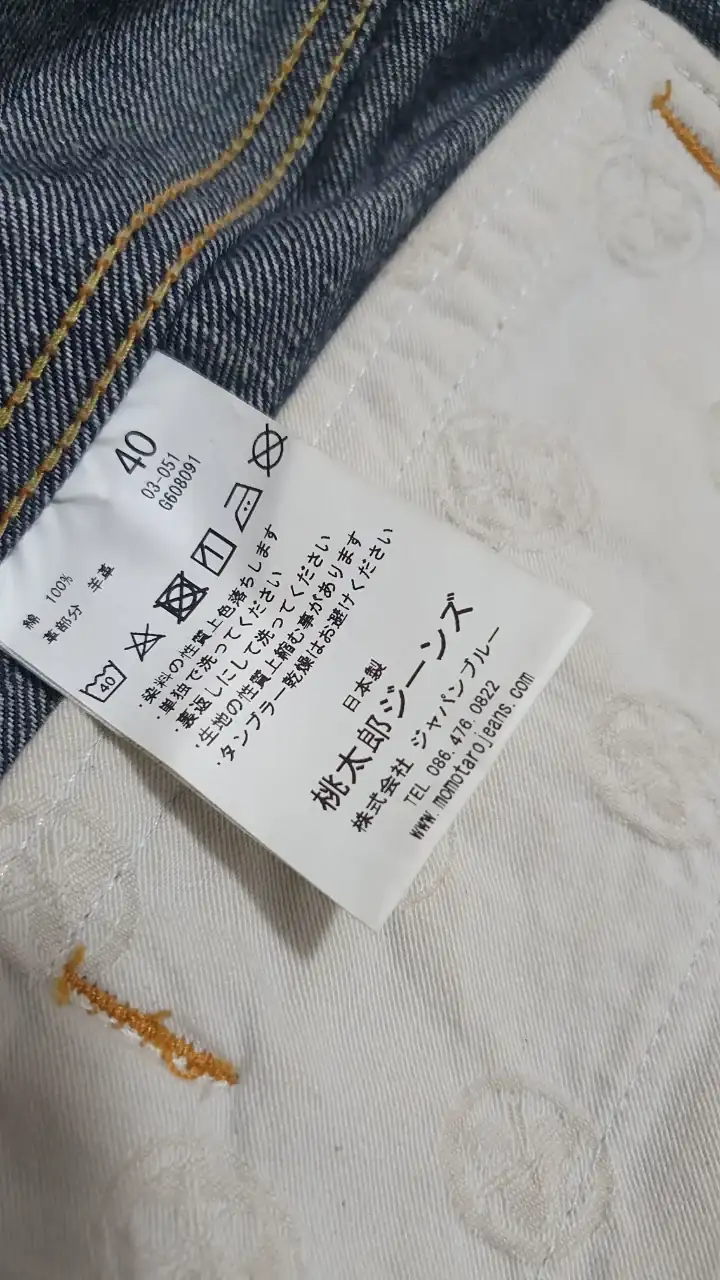 40
03-051
G608091
綿 100%
革部分 羊革
40
・染料の性質上色落ちします
・単独で洗ってください
・裏返しにして洗ってください
・生地の性質上縮む事があります
・タンブラー乾燥はお避けください
日本製
桃太郎ジーンズ
株式会社 ジャパンブルー
TEL 086.476.0822
www.momotarojeans.com